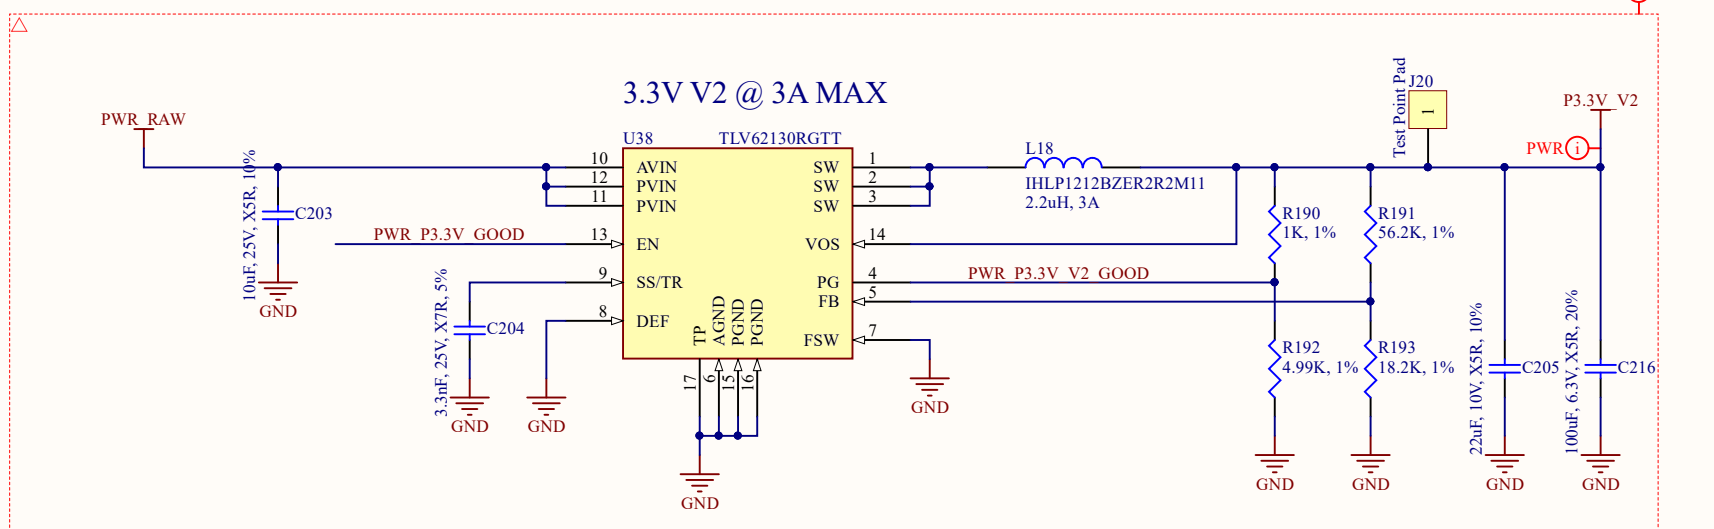 3.3V V2 @ 3A MAX
PWR_RAW
U38
TLV62130RGTT
10
AVIN
12
PVIN
11
PVIN
13
EN
9
SS/TR
8
DEF
SW
1
SW
2
SW
3
VOS
14
PG
4
FB
5
FSW
7
TP
AGND
PGND
PGND
17
6
15
16
GND
10uF, 25V, X5R, 10%
C203
GND
PWR_P3.3V_GOOD
3.3nF, 25V, X7R, 5%
C204
GND
GND
GND
L18
IHLP1212BZER2R2M11
2.2uH, 3A
PWR_P3.3V_V2_GOOD
R190
1K, 1%
R191
56.2K, 1%
R192
4.99K, 1%
R193
18.2K, 1%
GND
GND
Test Point Pad
J20
1
P3.3V_V2
PWR
i
22uF, 10V, X5R, 10%
C205
GND
100uF, 6.3V, X5R, 20%
C216
GND